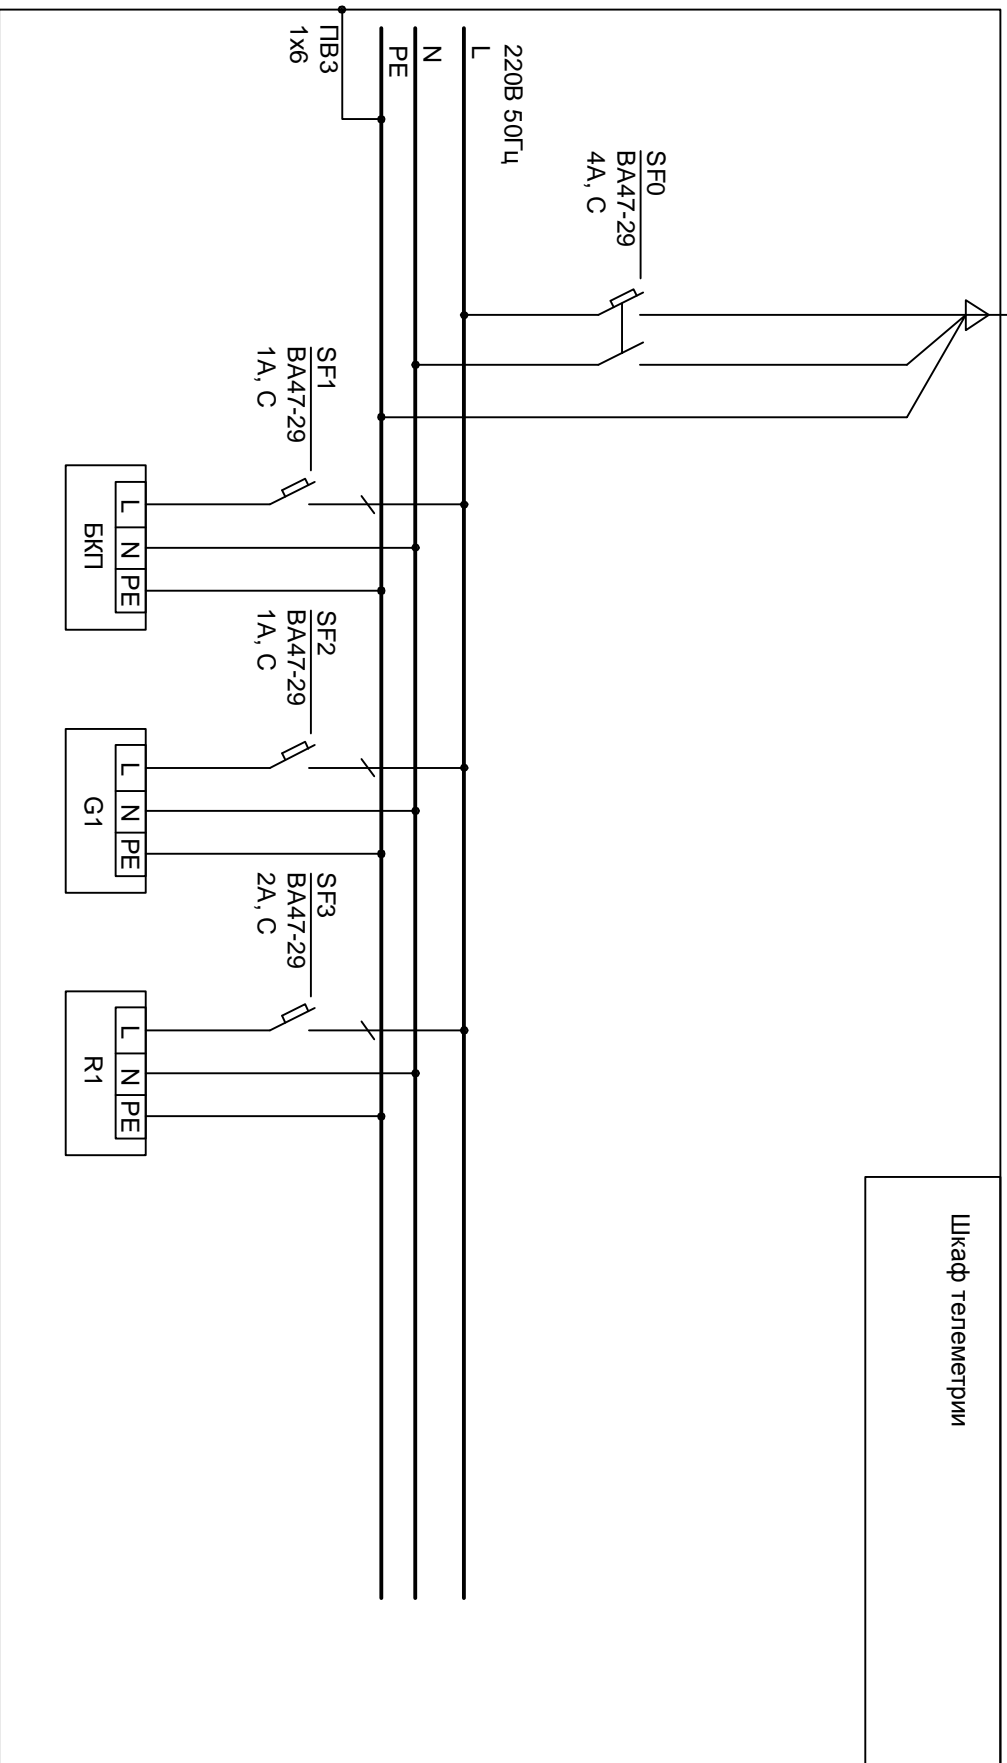 Шкаф телеметрии
SF0
ВА47-29
4А, С
220В 50Гц
L
N
PE
ПВ3
1х6
SF1
ВА47-29
1А, С
SF2
ВА47-29
1А, С
SF3
ВА47-29
2А, С
L N PE
БКП
L N PE
G1
L N PE
R1